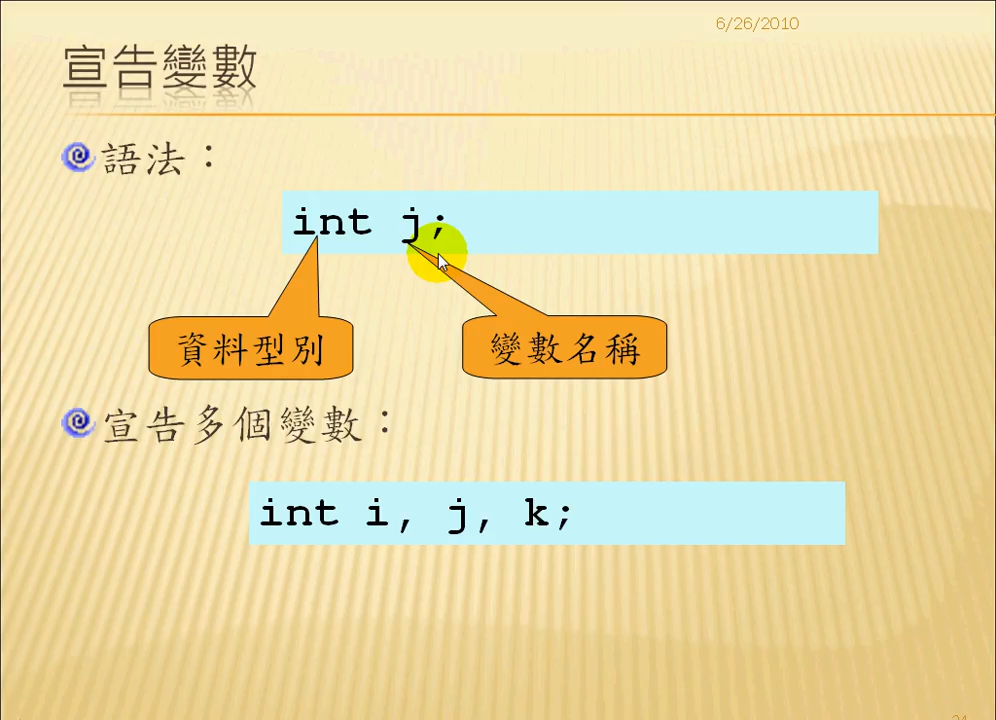 6/26/2010
宣告變數
語法：
int j;
資料型別
變數名稱
宣告多個變數：
int i, j, k;